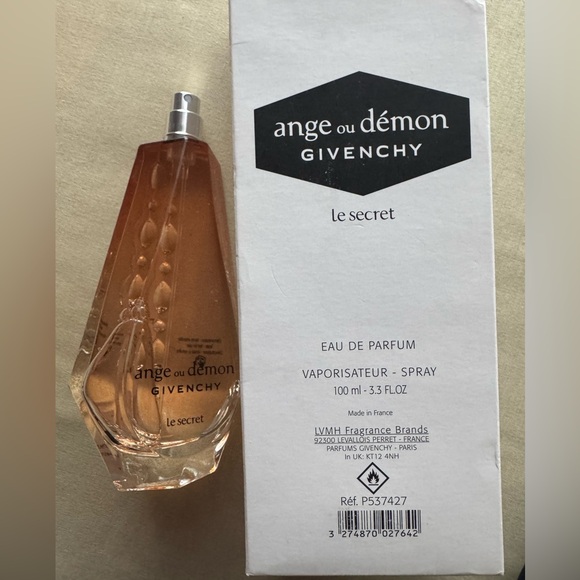 ange ou démon
GIVENCHY
le secret
EAU DE PARFUM
VAPORISATEUR - SPRAY
100 ml - 3.3 FL.OZ
Made in France
LVMH Fragrance Brands
92300 LEVALLOIS PERRET - FRANCE
PARFUMS GIVENCHY - PARIS
In UK: KT12 4NH
Réf. P537427
3 274870 027642
ange ou démon
GIVENCHY
le secret